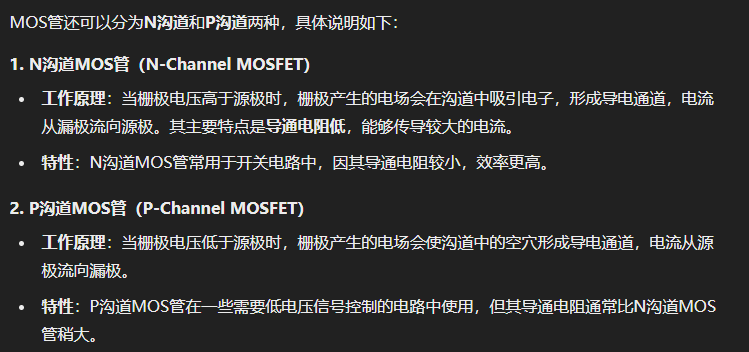 MOS管还可以分为N沟道和P沟道两种，具体说明如下：
1. N沟道MOS管（N-Channel MOSFET）
• 工作原理：当栅极电压高于源极时，栅极产生的电场会在沟道中吸引电子，形成导电通道，电流
从漏极流向源极。其主要特点是导通电阻低，能够传导较大的电流。
• 特性：N沟道MOS管常用于开关电路中，因其导通电阻较小，效率更高。
2. P沟道MOS管（P-Channel MOSFET）
• 工作原理：当栅极电压低于源极时，栅极产生的电场会使沟道中的空穴形成导电通道，电流从源
极流向漏极。
• 特性：P沟道MOS管在一些需要低电压信号控制的电路中使用，但其导通电阻通常比N沟道MOS
管稍大。